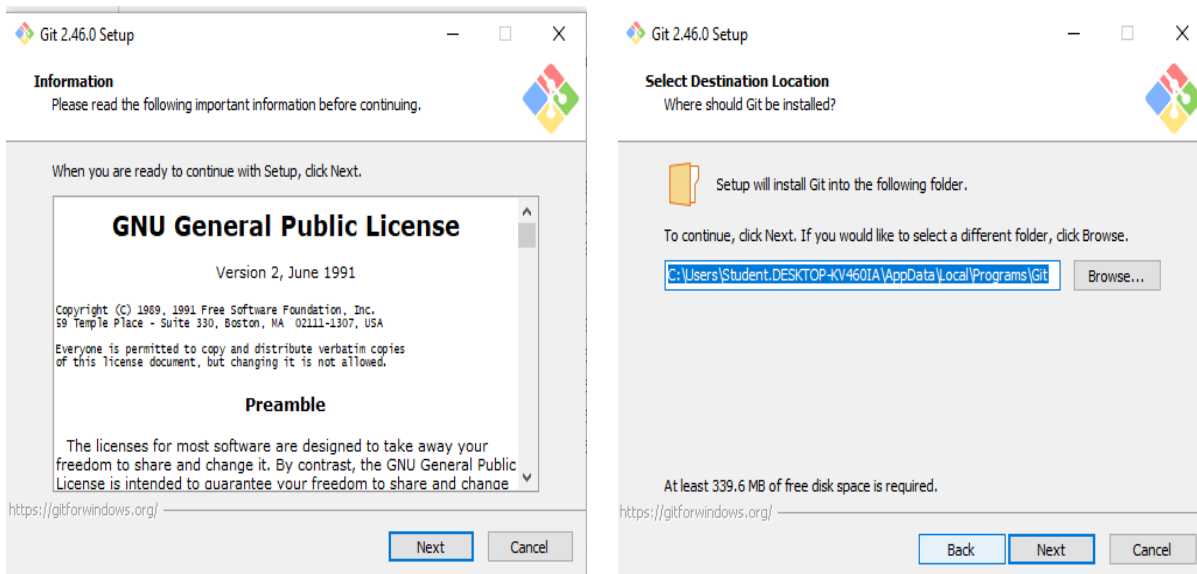 Git 2.46.0 Setup
Information
Please read the following important information before continuing.
When you are ready to continue with Setup, click Next.
GNU General Public License
Version 2, June 1991
Copyright (C) 1989, 1991 Free Software Foundation, Inc.
59 Temple Place - Suite 330, Boston, MA  02111-1307, USA
Everyone is permitted to copy and distribute verbatim copies
of this license document, but changing it is not allowed.
Preamble
The licenses for most software are designed to take away your
freedom to share and change it. By contrast, the GNU General Public
License is intended to guarantee your freedom to share and change
https://gitforwindows.org/
Next
Cancel
Git 2.46.0 Setup
Select Destination Location
Where should Git be installed?
Setup will install Git into the following folder.
To continue, click Next. If you would like to select a different folder, click Browse.
C:\Users\Student.DESKTOP-KV460IA\AppData\Local\Programs\Git
Browse...
At least 339.6 MB of free disk space is required.
https://gitforwindows.org/
Back
Next
Cancel